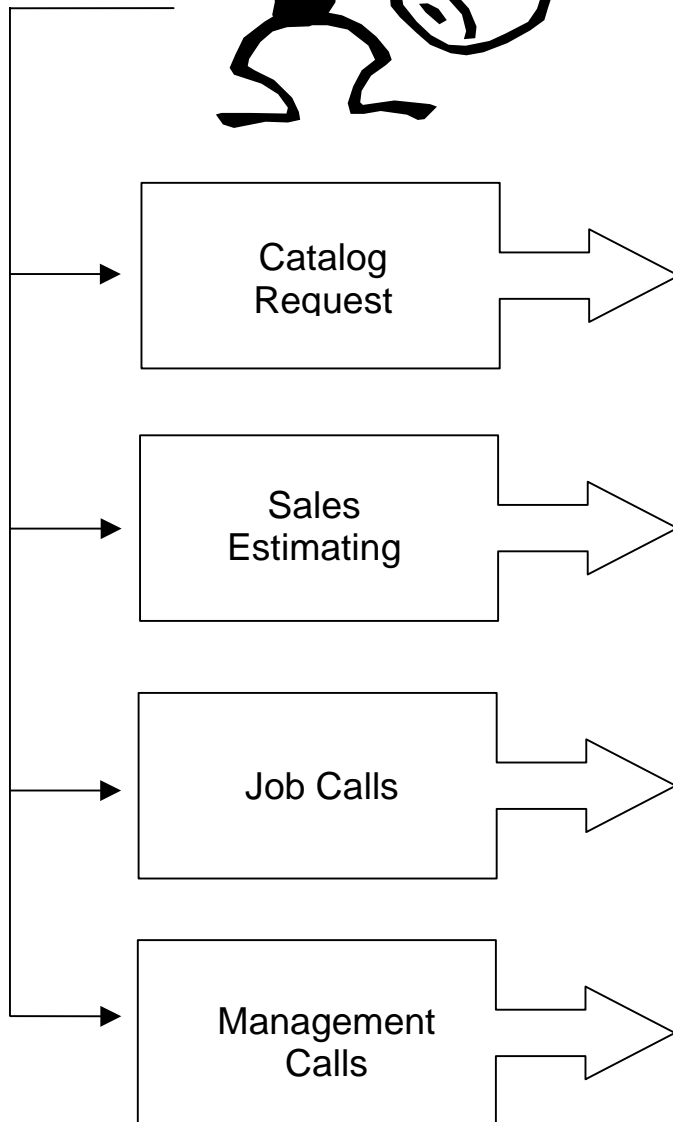 Catalog
Request
Sales
Estimating
Job Calls
Management
Calls